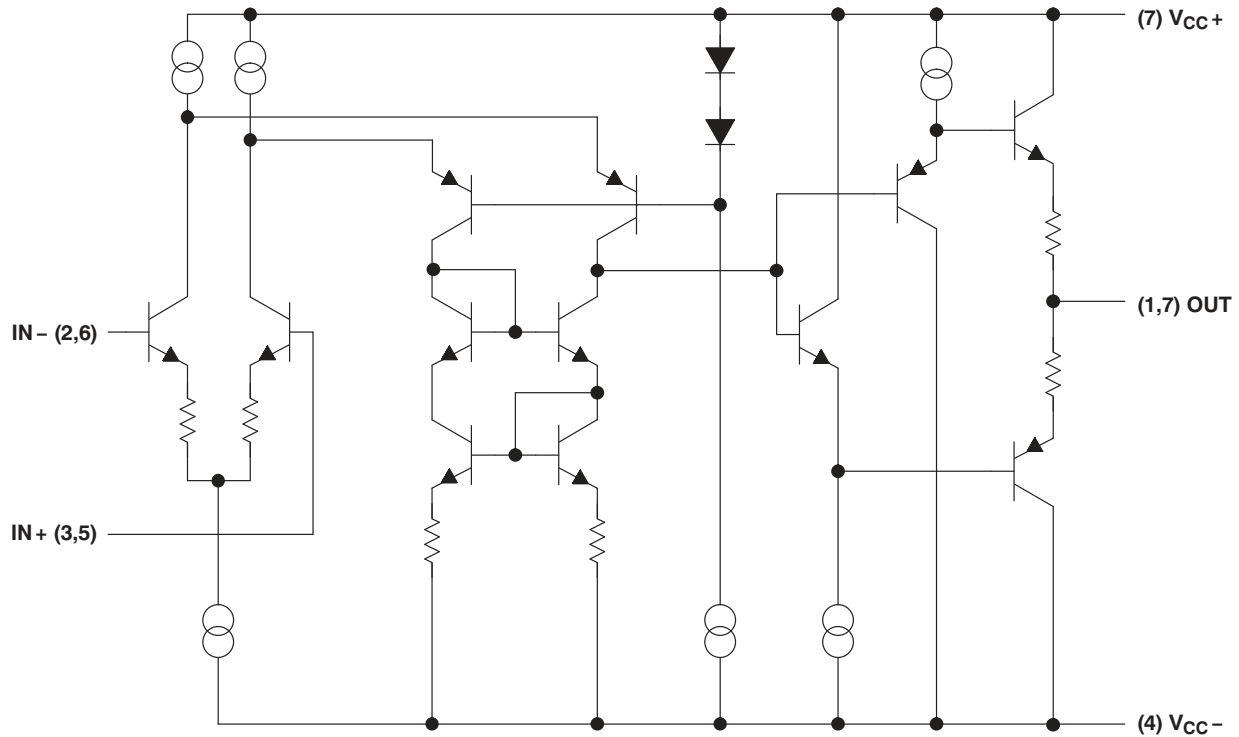 (7) VCC+
IN− (2,6)
(1,7) OUT
IN+ (3,5)
(4) VCC−